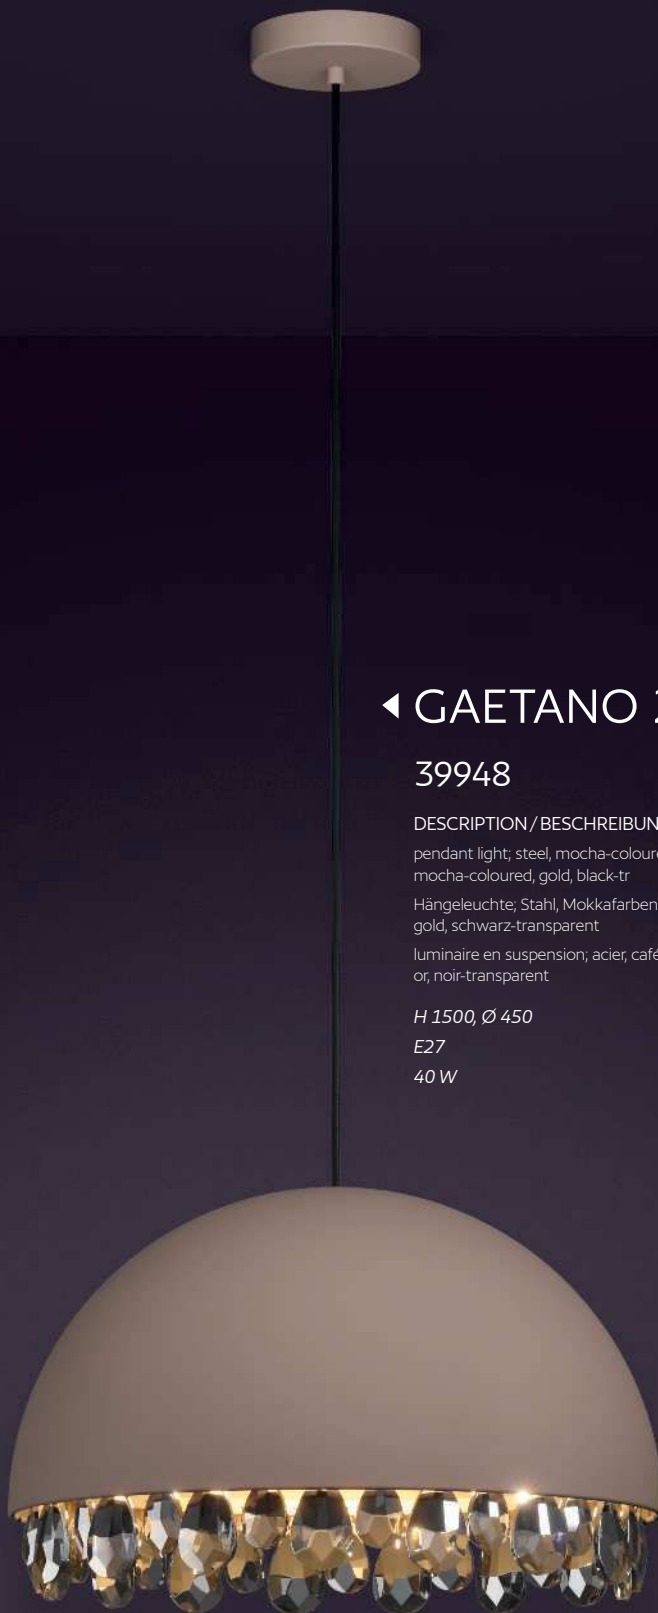 GAETANO
39948
DESCRIPTION / BESCHREIBUN
pendant light; steel, mocha-coloure
mocha-coloured, gold, black-tr
Hängeleuchte; Stahl, Mokkafarben
gold, schwarz-transparent
luminaire en suspension; acier, café
or, noir-transparent
H 1500, Ø 450
E27
40 W